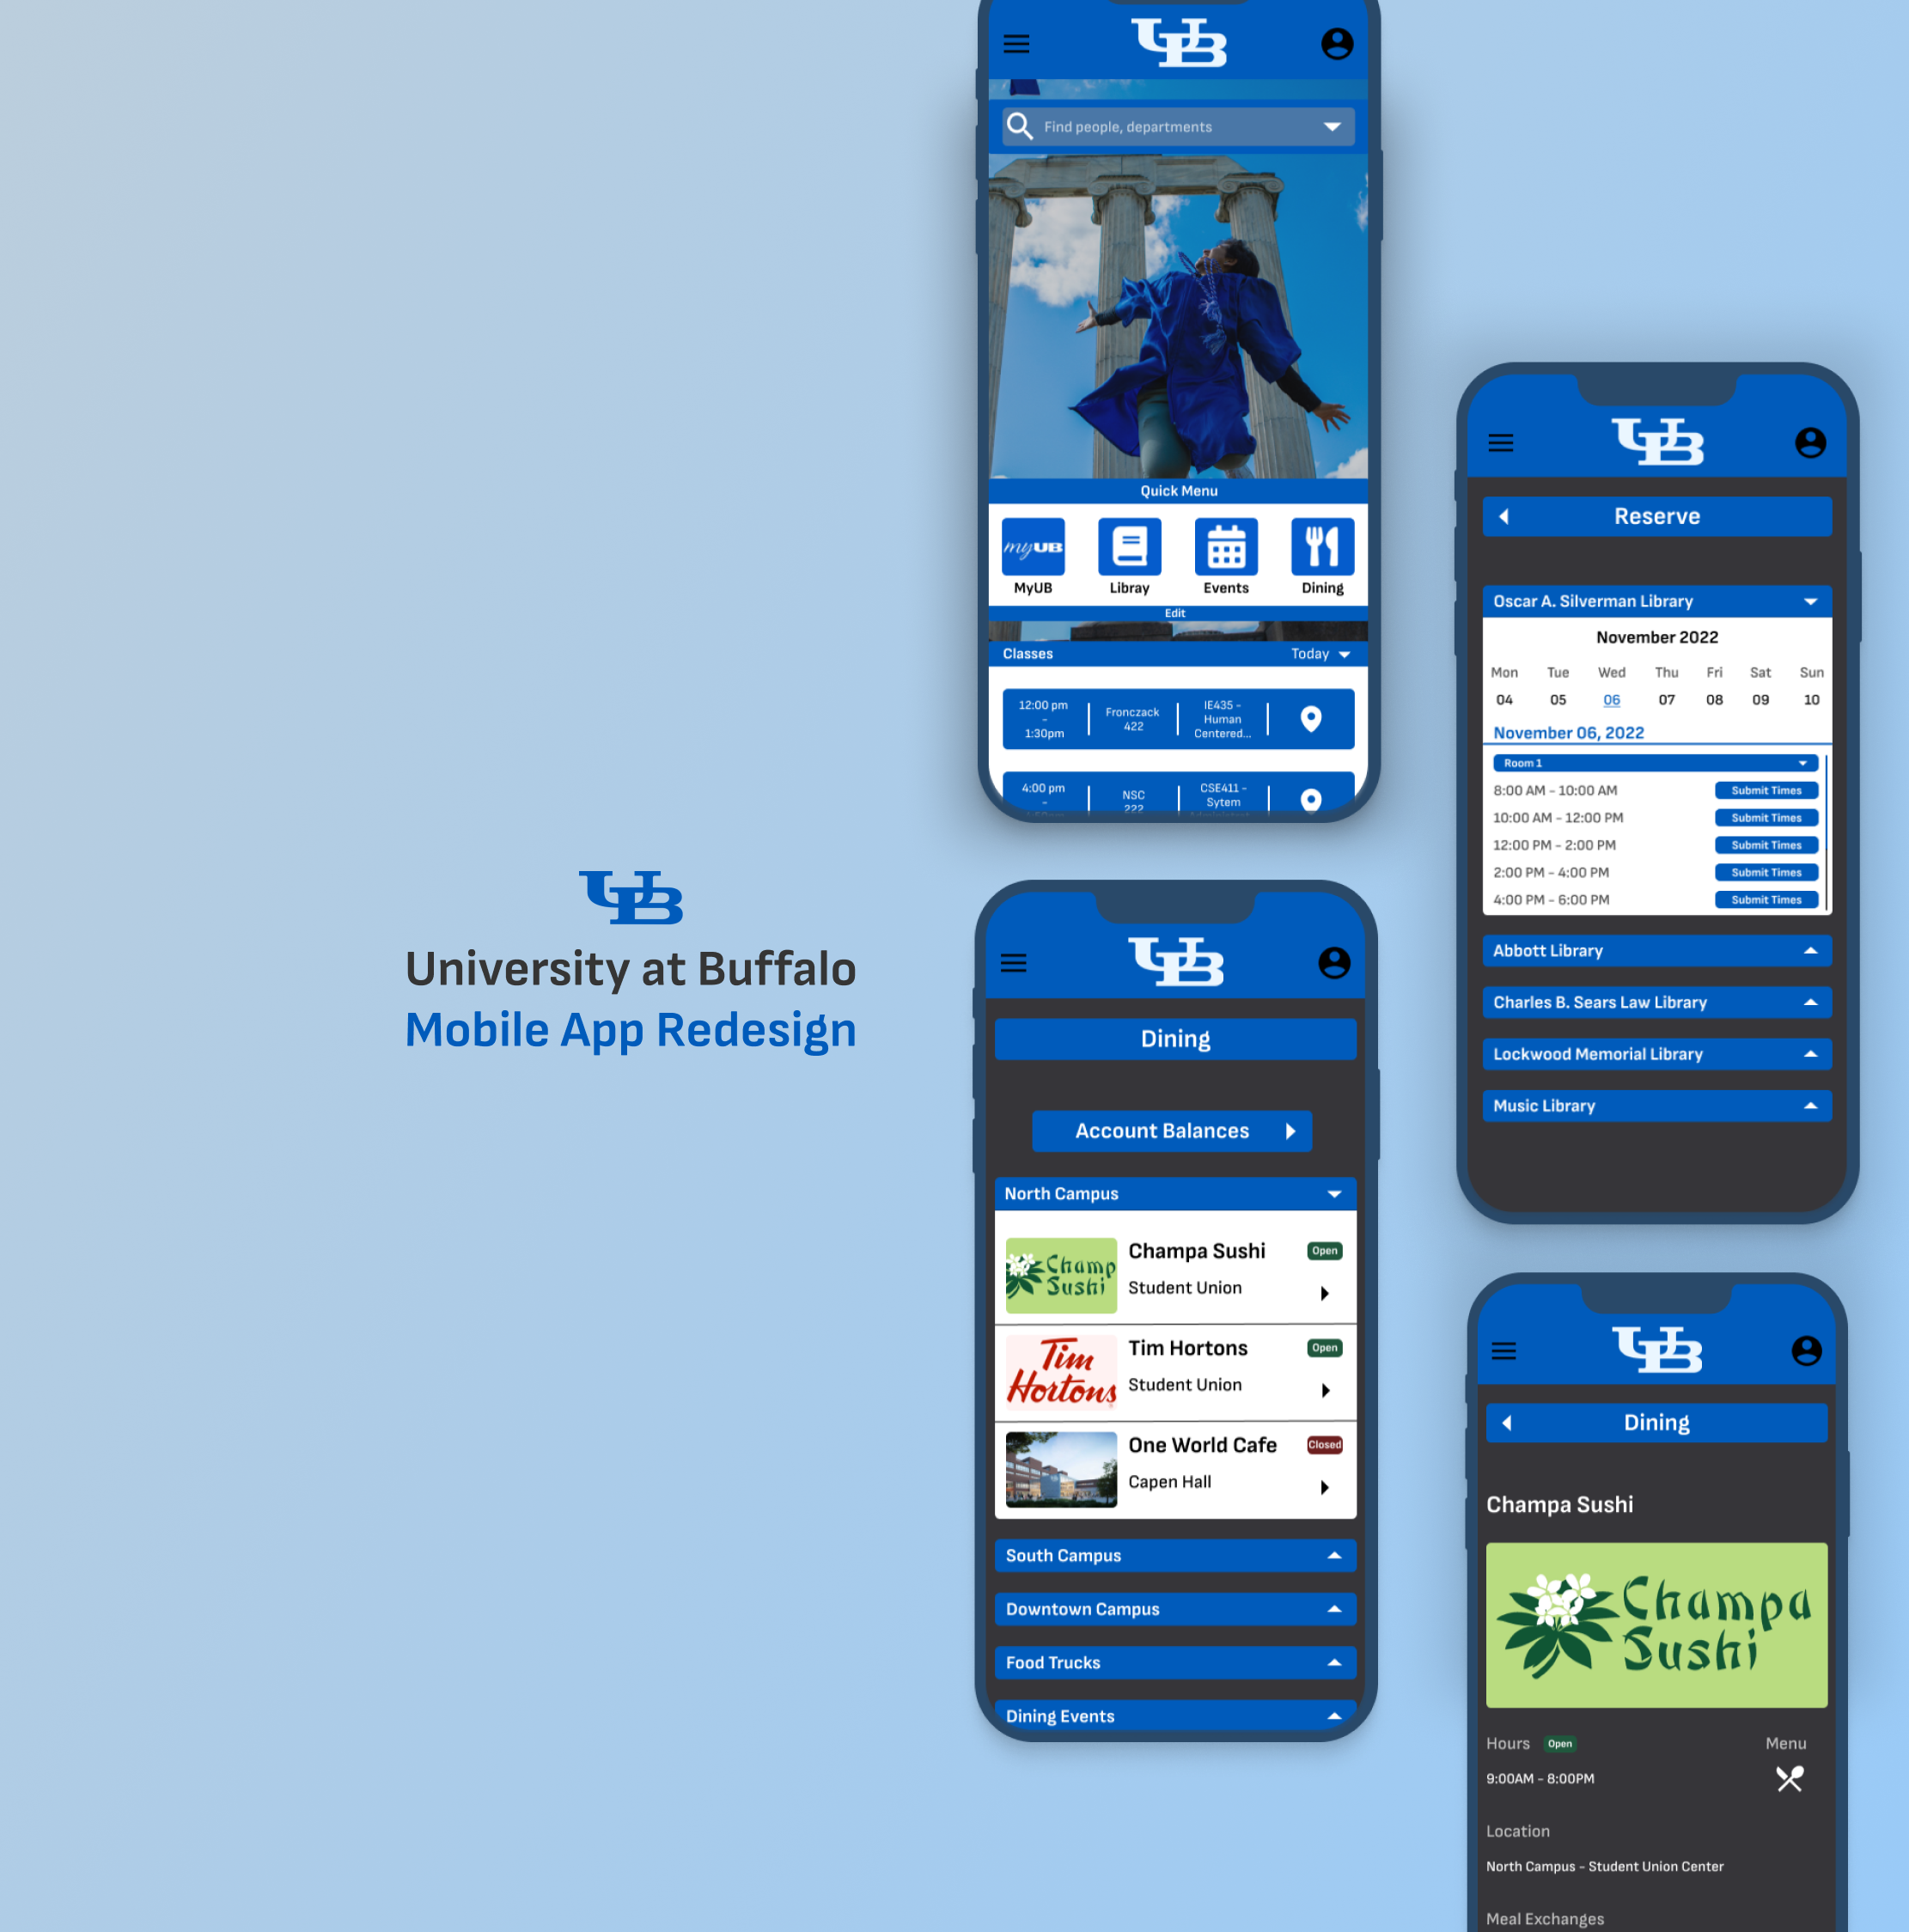 UB
University at Buffalo
Mobile App Redesign
UB
Find people, departments
Quick Menu
myUB
MyUB
Libray
Events
Dining
Edit
Classes
Today
12:00 pm
-
1:30pm
Fronczack
422
IE435 -
Human
Centered...
4:00 pm
-
NSC
222
CSE411 -
Sytem
UB
Dining
Account Balances
North Campus
Champ
Sushi
Champa Sushi
Open
Student Union
Tim
Hortons
Tim Hortons
Open
Student Union
One World Cafe
Closed
Capen Hall
South Campus
Downtown Campus
Food Trucks
Dining Events
UB
Reserve
Oscar A. Silverman Library
November 2022
Mon Tue Wed Thu Fri Sat Sun
04 05 06 07 08 09 10
November 06, 2022
Room 1
8:00 AM - 10:00 AM Submit Times
10:00 AM - 12:00 PM Submit Times
12:00 PM - 2:00 PM Submit Times
2:00 PM - 4:00 PM Submit Times
4:00 PM - 6:00 PM Submit Times
Abbott Library
Charles B. Sears Law Library
Lockwood Memorial Library
Music Library
UB
Dining
Champa Sushi
Champa
Sushi
Hours Open
Menu
9:00AM - 8:00PM
Location
North Campus - Student Union Center
Meal Exchanges